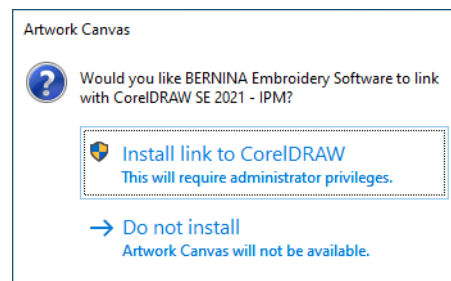 Artwork Canvas
Would you like BERNINA Embroidery Software to link
with CorelDRAW SE 2021 - IPM?
Install link to CorelDRAW
This will require administrator privileges.
Do not install
Artwork Canvas will not be available.